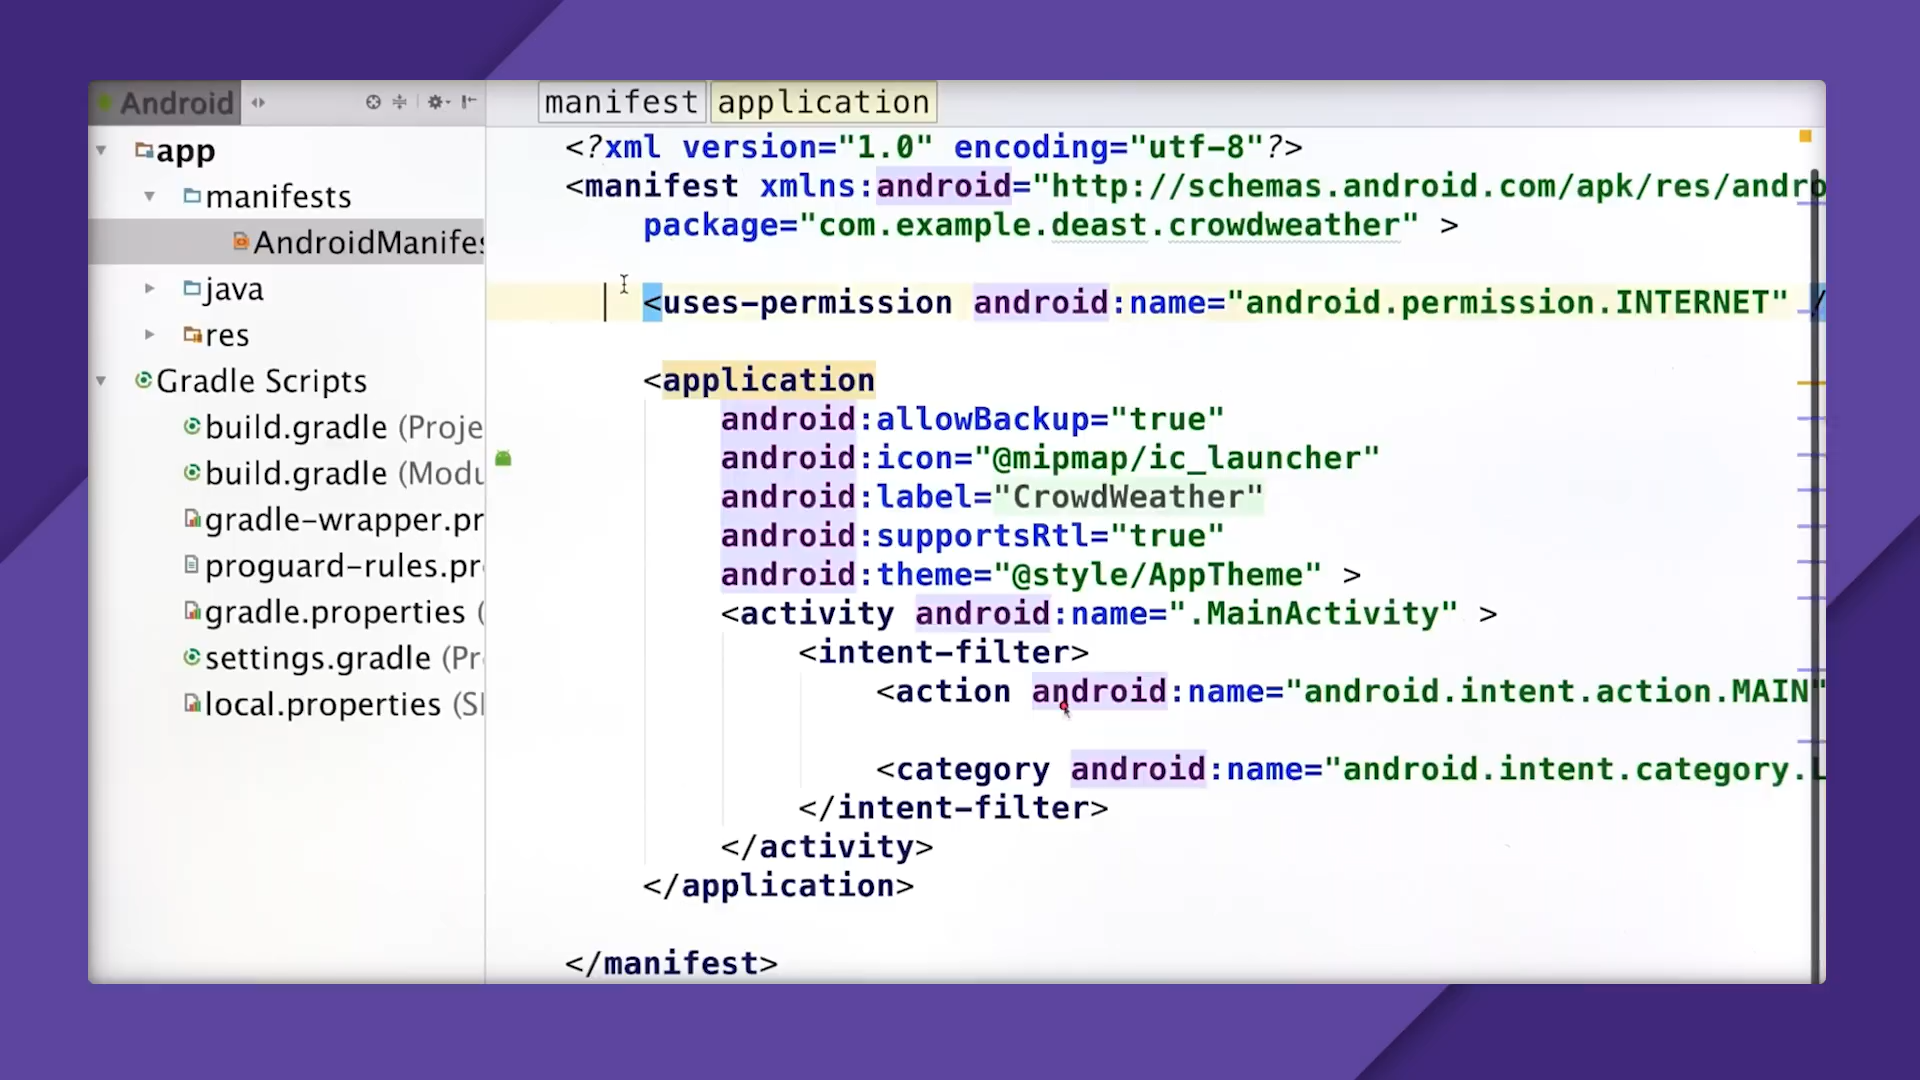 Android
app
manifests
AndroidManifes
java
res
Gradle Scripts
build.gradle (Proje
build.gradle (Modu
gradle-wrapper.pr
proguard-rules.pr
gradle.properties (
settings.gradle (Pr
local.properties (S
manifest application
<?xml version="1.0" encoding="utf-8"?>
<manifest xmlns:android="http://schemas.android.com/apk/res/andro
package="com.example.deast.crowdweather" >
<uses-permission android:name="android.permission.INTERNET" /
<application
android:allowBackup="true"
android:icon="@mipmap/ic_launcher"
android:label="CrowdWeather"
android:supportsRtl="true"
android:theme="@style/AppTheme" >
<activity android:name=".MainActivity" >
<intent-filter>
<action android:name="android.intent.action.MAIN"
<category android:name="android.intent.category.L
</intent-filter>
</activity>
</application>
</manifest>